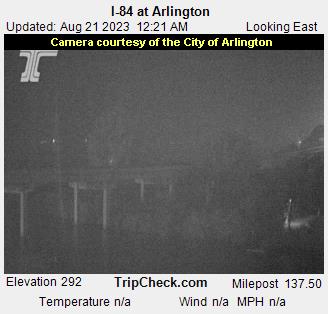 I-84 at Arlington
Updated: Aug 21 2023 12:21 AM Looking East
Camera courtesy of the City of Arlington
Elevation 292 TripCheck.com Milepost 137.50
Temperature n/a Wind n/a MPH n/a